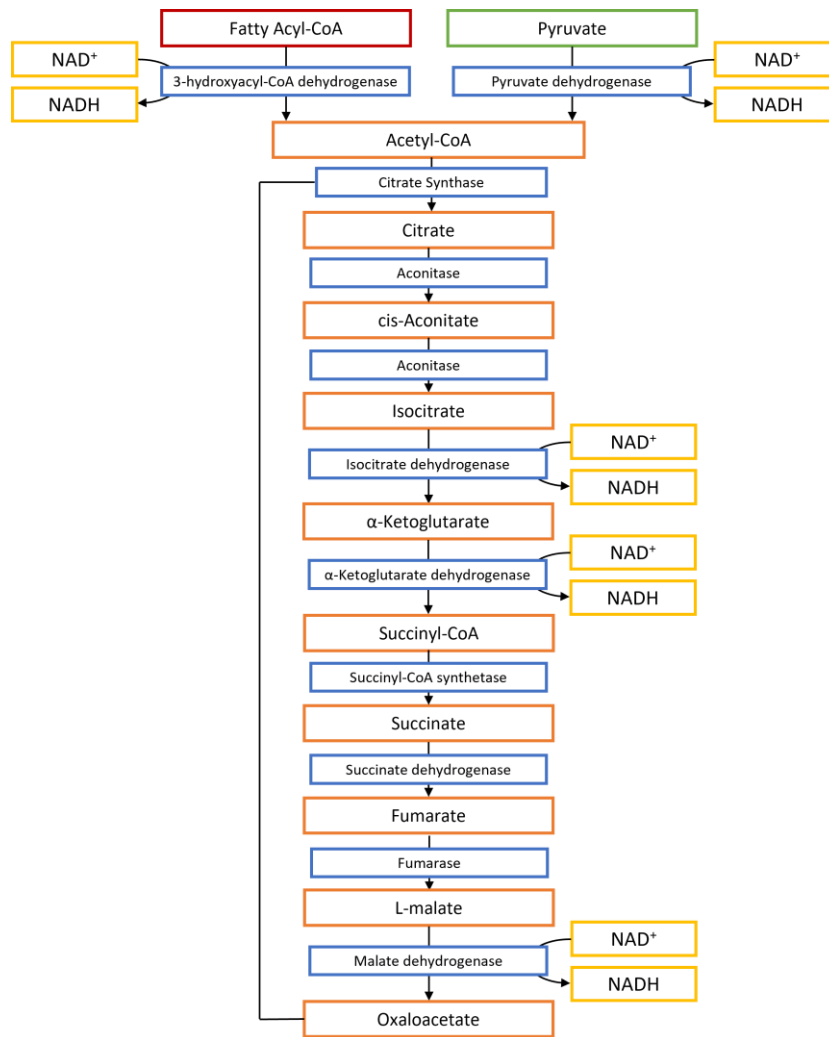 Fatty Acyl-CoA
Pyruvate
NAD⁺
3-hydroxyacyl-CoA dehydrogenase
NADH
Pyruvate dehydrogenase
NAD⁺
NADH
Acetyl-CoA
Citrate Synthase
Citrate
Aconitase
cis-Aconitate
Aconitase
Isocitrate
NAD⁺
Isocitrate dehydrogenase
NADH
α-Ketoglutarate
NAD⁺
α-Ketoglutarate dehydrogenase
NADH
Succinyl-CoA
Succinyl-CoA synthetase
Succinate
Succinate dehydrogenase
Fumarate
Fumarase
L-malate
NAD⁺
Malate dehydrogenase
NADH
Oxaloacetate